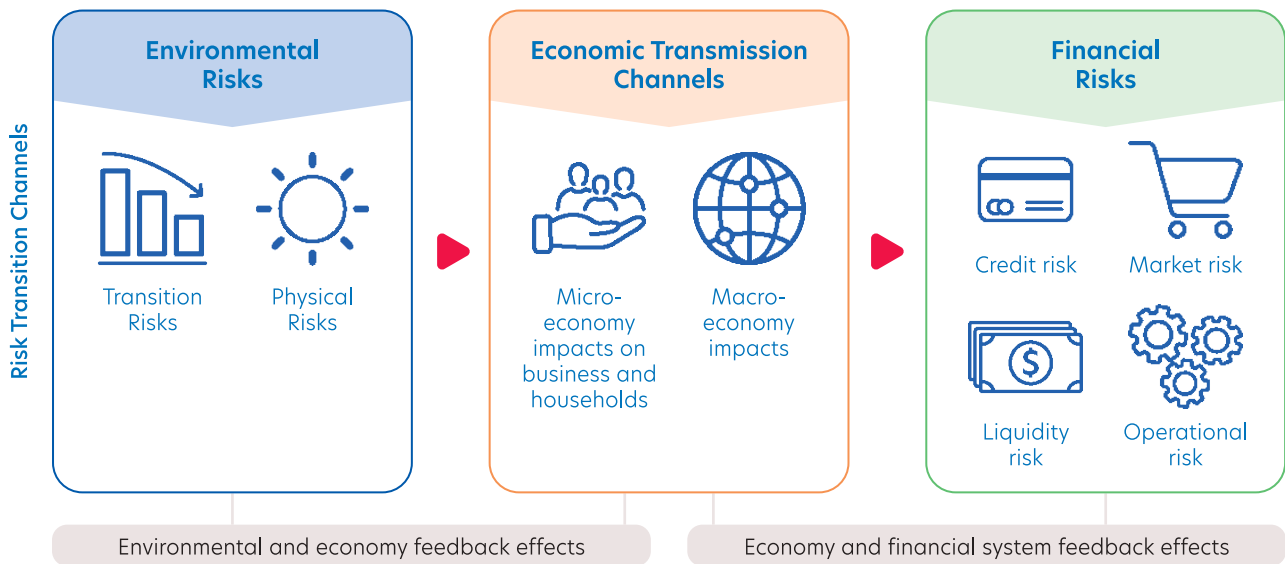 Risk Transition Channels
Environmental
Risks
Transition
Risks
Physical
Risks
Economic Transmission
Channels
Micro-
economy
impacts on
business and
households
Macro-
economy
impacts
Financial
Risks
Credit risk
Market risk
$
Liquidity
risk
Operational
risk
Environmental and economy feedback effects
Economy and financial system feedback effects